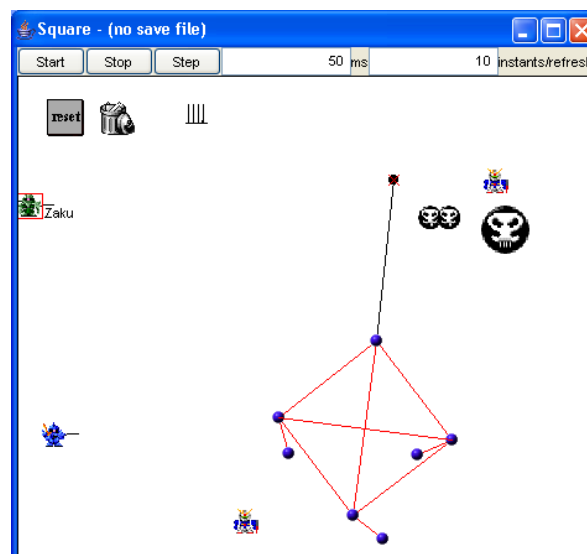 Square - (no save file)
Start Stop Step 50 ms 10 instants/refresh
reset
Zaku